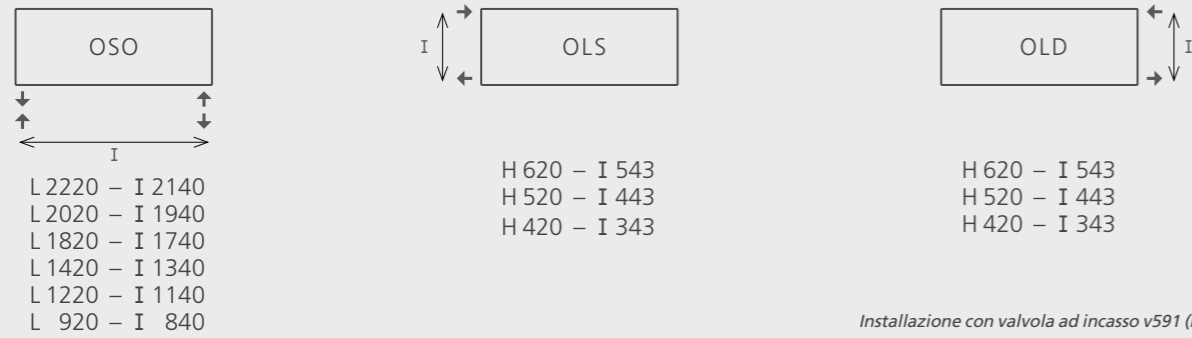 OSO
I
L 2220 – I 2140
L 2020 – I 1940
L 1820 – I 1740
L 1420 – I 1340
L 1220 – I 1140
L 920 – I 840
I
OLS
H 620 – I 543
H 520 – I 443
H 420 – I 343
OLD
I
H 620 – I 543
H 520 – I 443
H 420 – I 343
Installazione con valvola ad incasso v591 (